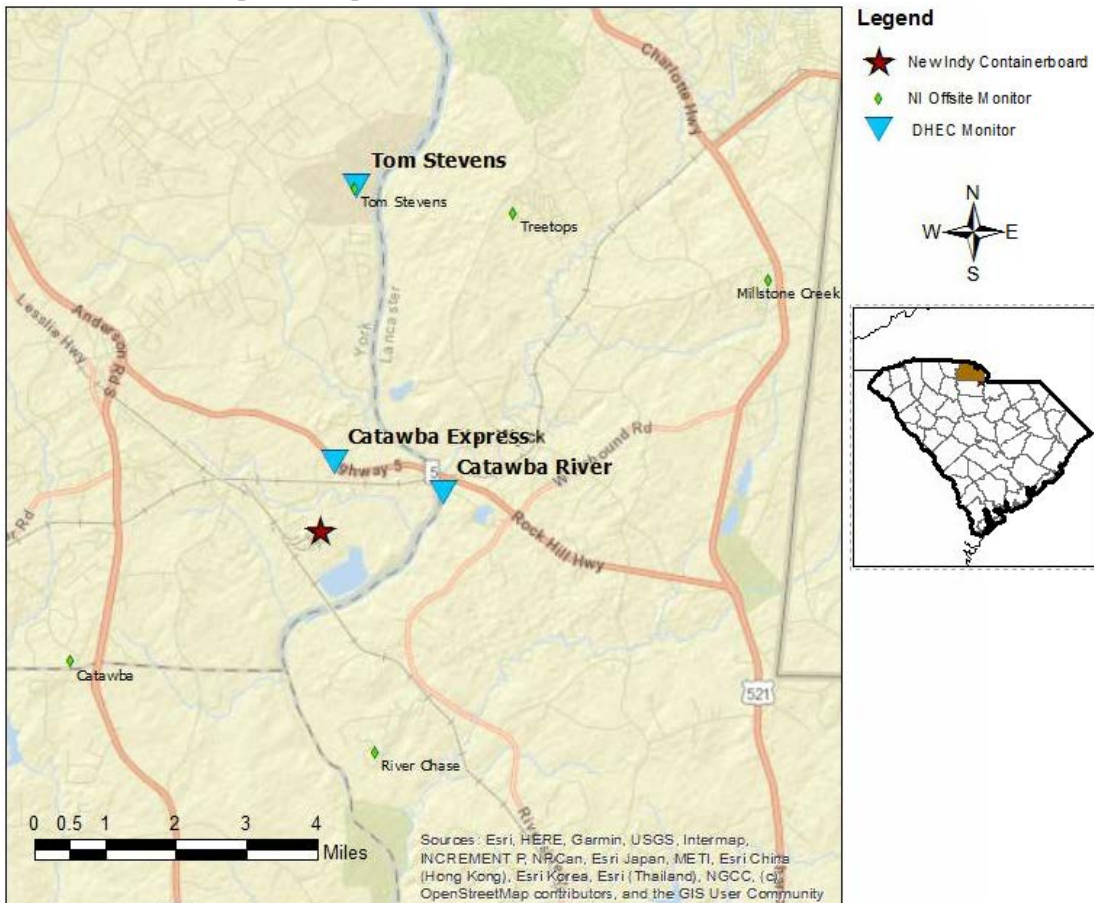 Legend
New Indy Containerboard
NI Offsite Monitor
DHEC Monitor
N
W E
S
Charlotte Hwy
Tom Stevens
Tom Stevens
Treetops
Millstone Creek
York
Lancaster
Lesslie Hwy
Anderson Rd S
Catawba Express
ighway 5
5
Catawba River
Rock Hill Hwy
Rd
Catawba
521
River Chase
0 0.5 1 2 3 4
Miles
Sources: Esri, HERE, Garmin, USGS, Intermap,
INCREMENT P, NRCan, Esri Japan, METI, Esri China
(Hong Kong), Esri Korea, Esri (Thailand), NGCC, (c)
OpenStreetMap contributors, and the GIS User Community